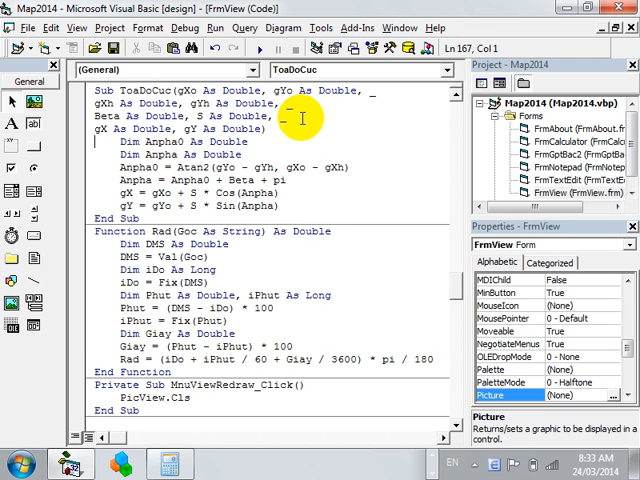 Map2014 - Microsoft Visual Basic [design] - [FrmView (Code)]
File Edit View Project Format Debug Run Query Diagram Tools Add-Ins Window Help
Ln 167, Col 1
General
(General)
ToaDoCuc
Sub ToaDoCuc(gXo As Double, gYo As Double, _
gXh As Double, gYh As Double, _
Beta As Double, S As Double, _
gX As Double, gY As Double)
Dim Anpha0 As Double
Dim Anpha As Double
Anpha0 = Atan2(gYo - gYh, gXo - gXh)
Anpha = Anpha0 + Beta + pi
gX = gXo + S * Cos(Anpha)
gY = gYo + S * Sin(Anpha)
End Sub
Function Rad(Goc As String) As Double
Dim DMS As Double
DMS = Val(Goc)
Dim iDo As Long
iDo = Fix(DMS)
Dim Phut As Double, iPhut As Long
Phut = (DMS - iDo) * 100
iPhut = Fix(Phut)
Dim Giay As Double
Giay = (Phut - iPhut) * 100
Rad = (iDo + iPhut / 60 + Giay / 3600) * pi / 180
End Function
Private Sub MnuViewRedraw_Click()
PicView.Cls
End Sub
Project - Map2014
Map2014 (Map2014.vbp)
Forms
FrmAbout (FrmAbout.frm)
FrmCalculator (FrmCalculator
FrmGptBac2 (FrmGptBac2.frm
FrmNotepad (FrmNotepad.frm
FrmTextEdit (FrmTextEdit.frm
FrmView (FrmView.frm)
Properties - FrmView
FrmView Form
Alphabetic Categorized
MDIChild False
MinButton True
MouseIcon (None)
MousePointer 0 - Default
Moveable True
NegotiateMenus True
OLEDropMode 0 - None
Palette (None)
PaletteMode 0 - Halftone
Picture (None) ...
Picture
Returns/sets a graphic to be displayed in a control.
EN
8:33 AM
24/03/2014